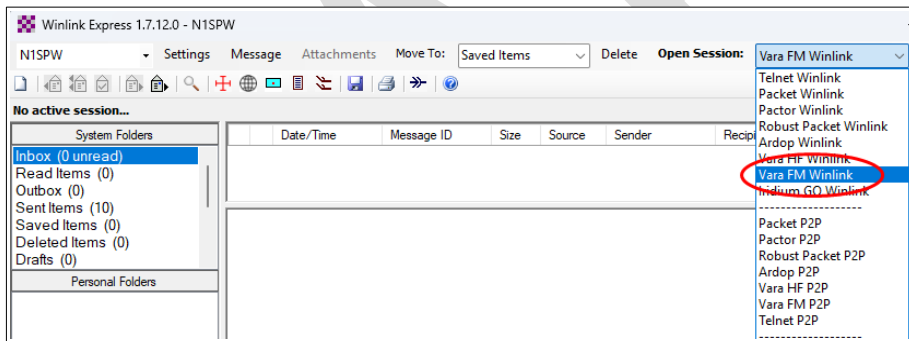 Winlink Express 1.7.12.0 - N1SPW
N1SPW Settings Message Attachments Move To: Saved Items Delete Open Session: Vara FM Winlink
No active session...
System Folders
Inbox (0 unread)
Read Items (0)
Outbox (0)
Sent Items (10)
Saved Items (0)
Deleted Items (0)
Drafts (0)
Personal Folders
Date/Time Message ID Size Source Sender Recipi
Telnet Winlink
Packet Winlink
Pactor Winlink
Robust Packet Winlink
Ardop Winlink
Vara HF Winlink
Vara FM Winlink
Iridium GO Winlink
-------------------
Packet P2P
Pactor P2P
Robust Packet P2P
Ardop P2P
Vara HF P2P
Vara FM P2P
Telnet P2P
-------------------